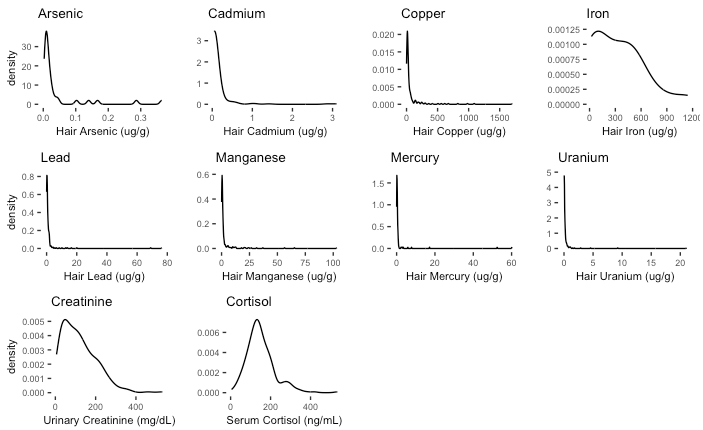 Arsenic Cadmium Copper Iron
density
30
20
10
0
0.0 0.1 0.2 0.3
Hair Arsenic (ug/g)
3
2
1
0
0 1 2 3
Hair Cadmium (ug/g)
0.020
0.015
0.010
0.005
0.000
0 500 1000 1500
Hair Copper (ug/g)
0.00125
0.00100
0.00075
0.00050
0.00025
0.00000
0 300 600 900 1200
Hair Iron (ug/g)
Lead Manganese Mercury Uranium
density
0.8
0.6
0.4
0.2
0.0
0 20 40 60 80
Hair Lead (ug/g)
0.6
0.4
0.2
0.0
0 25 50 75 100
Hair Manganese (ug/g)
1.5
1.0
0.5
0.0
0 20 40 60
Hair Mercury (ug/g)
5
4
3
2
1
0
0 5 10 15 20
Hair Uranium (ug/g)
Creatinine Cortisol
density
0.005
0.004
0.003
0.002
0.001
0.000
0 200 400
Urinary Creatinine (mg/dL)
0.006
0.004
0.002
0.000
0 200 400
Serum Cortisol (ng/mL)